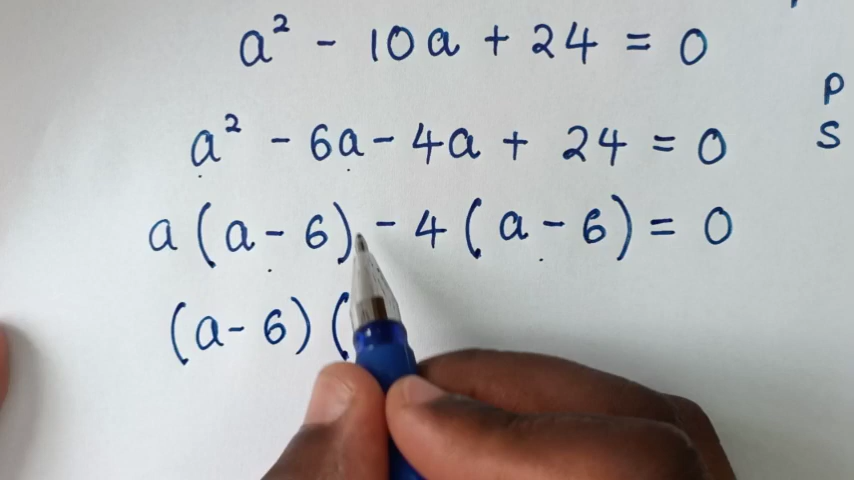 a² - 10a + 24 = 0
P
a² - 6a - 4a + 24 = 0
S
a(a - 6) - 4(a - 6) = 0
(a - 6)(